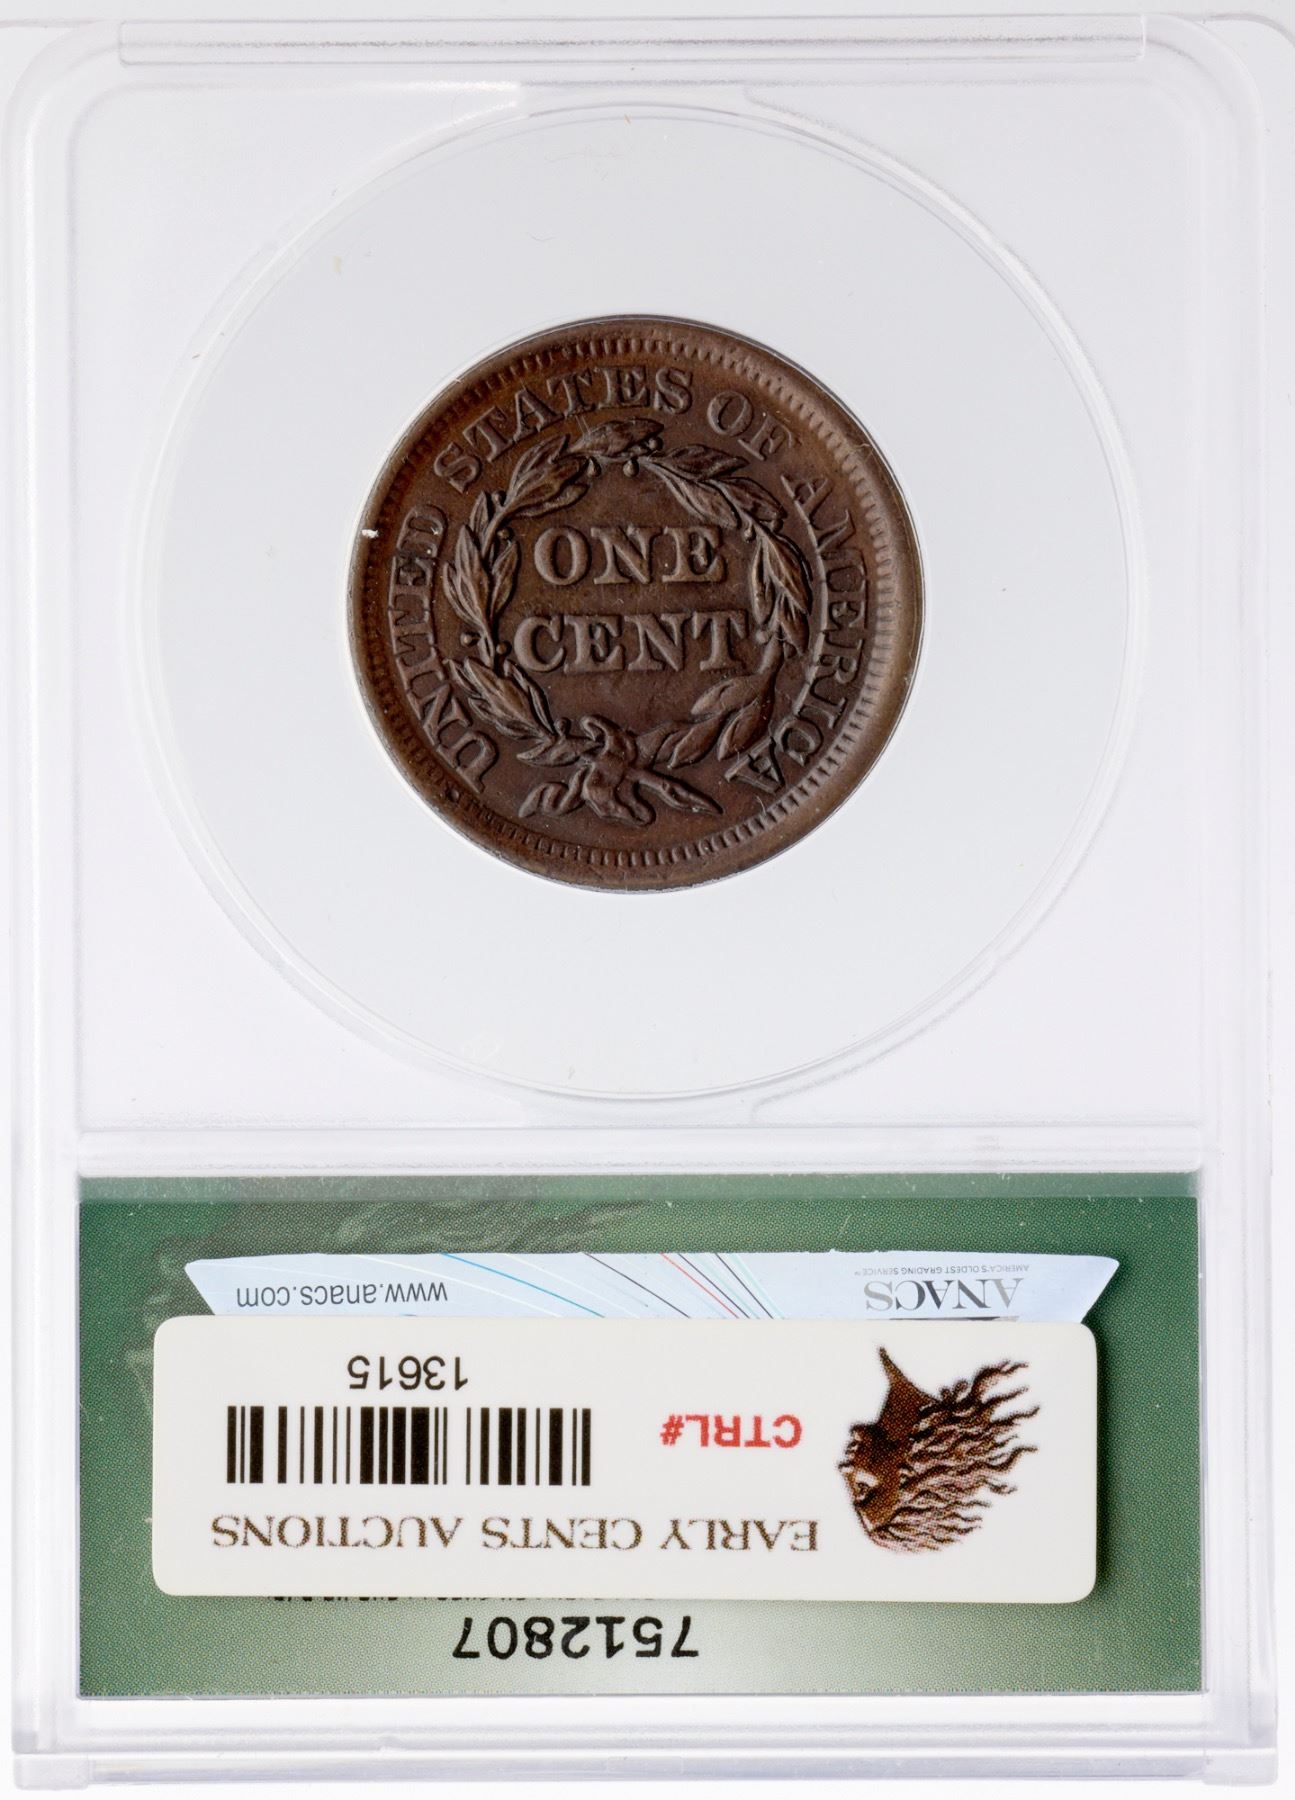 UNITED STATES OF AMERICA
ONE
CENT
7512807
EARLY CENTS AUCTIONS
CTRL#
13615
ANACS
AMERICA'S OLDEST GRADING SERVICE™
www.anacs.com